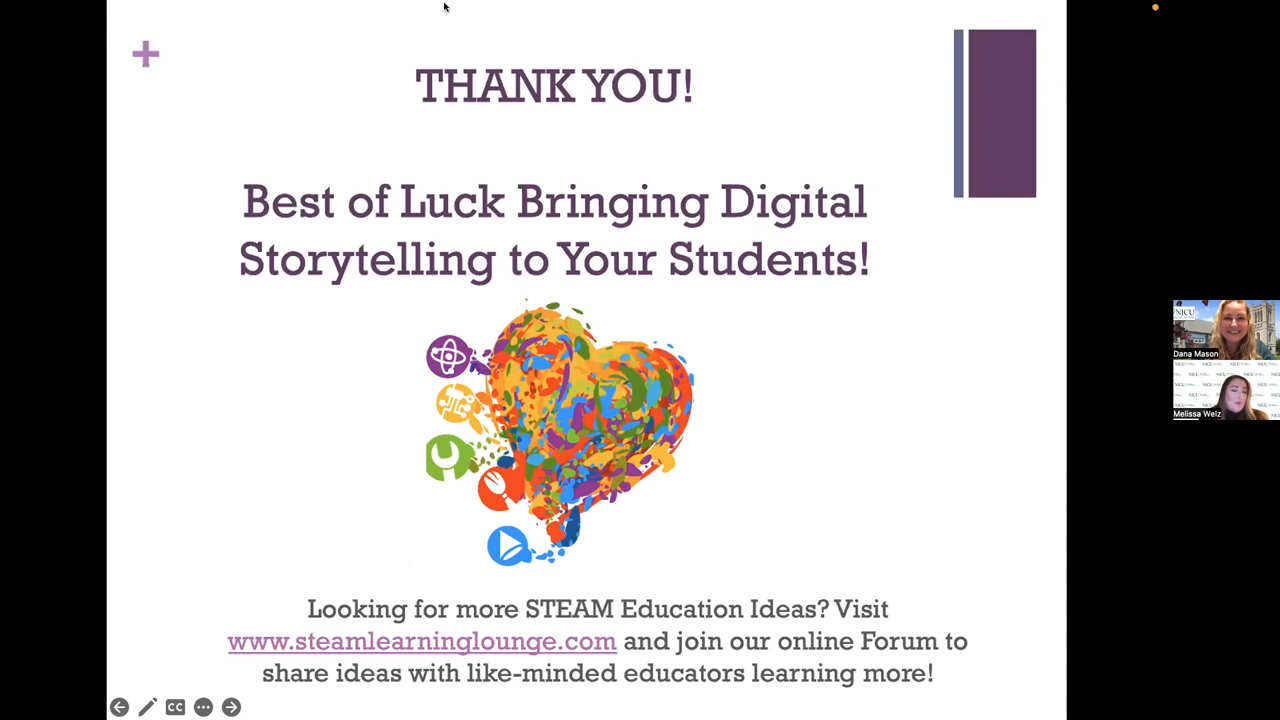 +
THANK YOU!
Best of Luck Bringing Digital
Storytelling to Your Students!
Looking for more STEAM Education Ideas? Visit
www.steamlearninglounge.com and join our online Forum to
share ideas with like-minded educators learning more!
CC
NJCU
Dana Mason
Melissa Welz